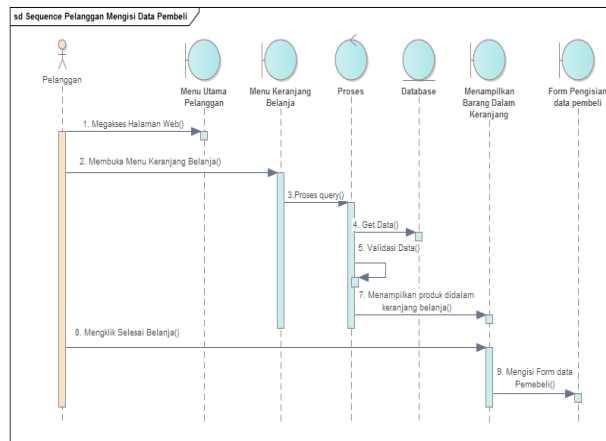 sd Sequence Pelanggan Mengisi Data Pembeli
Pelanggan
Menu Utama
Pelanggan
Menu Keranjang
Belanja
Proses
Database
Menampilkan
Barang Dalam
Keranjang
Form Pengisian
data pembeli
1. Megakses Halaman Web()
2. Membuka Menu Keranjang Belanja()
3.Proses query()
4. Get Data()
5. Validasi Data()
7. Menampilkan produk didalam
keranjang belanja()
8. Mengklik Selesai Belanja()
9. Mengisi Form data
Pemebeli()